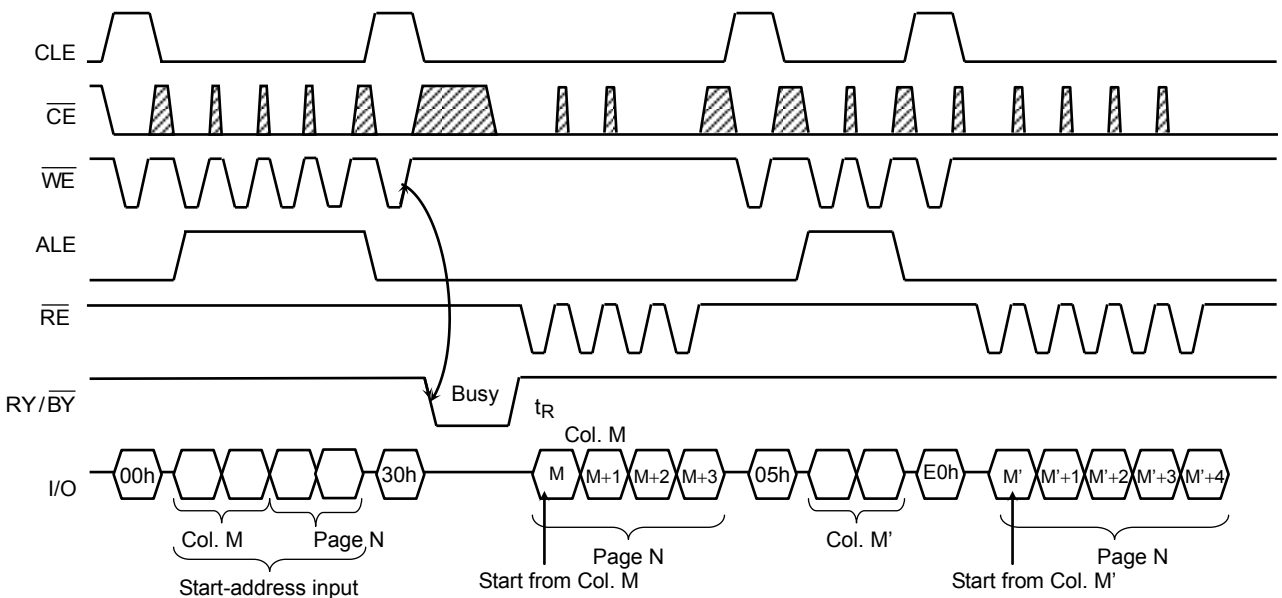 CLE
CE
WE
ALE
RE
RY/BY
Busy
tR
Col. M
I/O
00h
30h
M
M+1
M+2
M+3
05h
E0h
M'
M'+1
M'+2
M'+3
M'+4
Col. M
Page N
Page N
Col. M’
Page N
Start-address input
Start from Col. M
Start from Col. M’